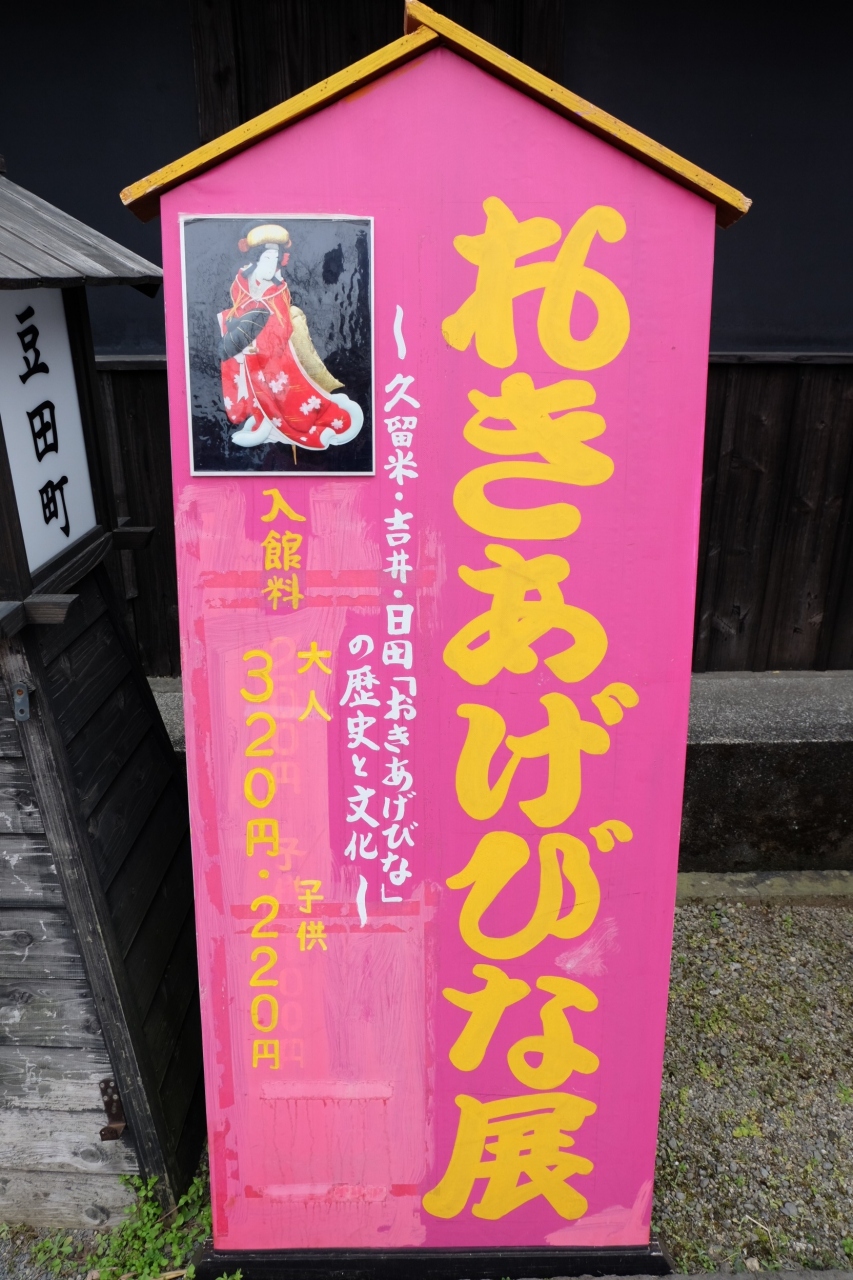 おきあげびな展
〜久留米・吉井・日田「おきあげびな」
の歴史と文化〜
入館料
大人 子供
320円・220円
豆田町